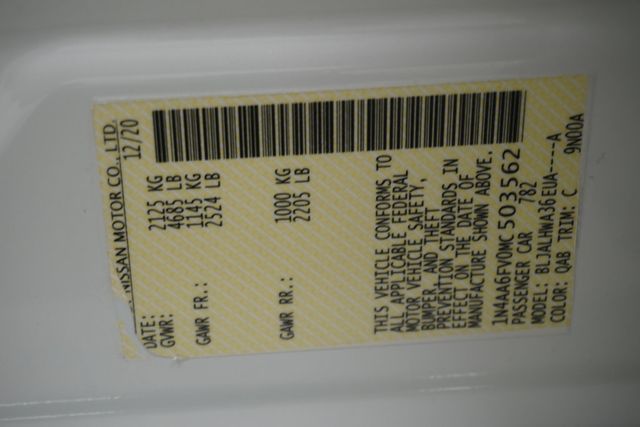 NISSAN MOTOR CO., LTD.
DATE: 12/20
GVWR: 2125 KG
4685 LB
GAWR FR.: 1145 KG
2524 LB
GAWR RR.: 1000 KG
2205 LB
THIS VEHICLE CONFORMS TO
ALL APPLICABLE FEDERAL
MOTOR VEHICLE SAFETY,
BUMPER, AND THEFT
PREVENTION STANDARDS IN
EFFECT ON THE DATE OF
MANUFACTURE SHOWN ABOVE.
1N4AA6FV0MC503562
PASSENGER CAR 782
MODEL: BLJALHWA36EUA----A
COLOR: QAB TRIM: C 9N00A